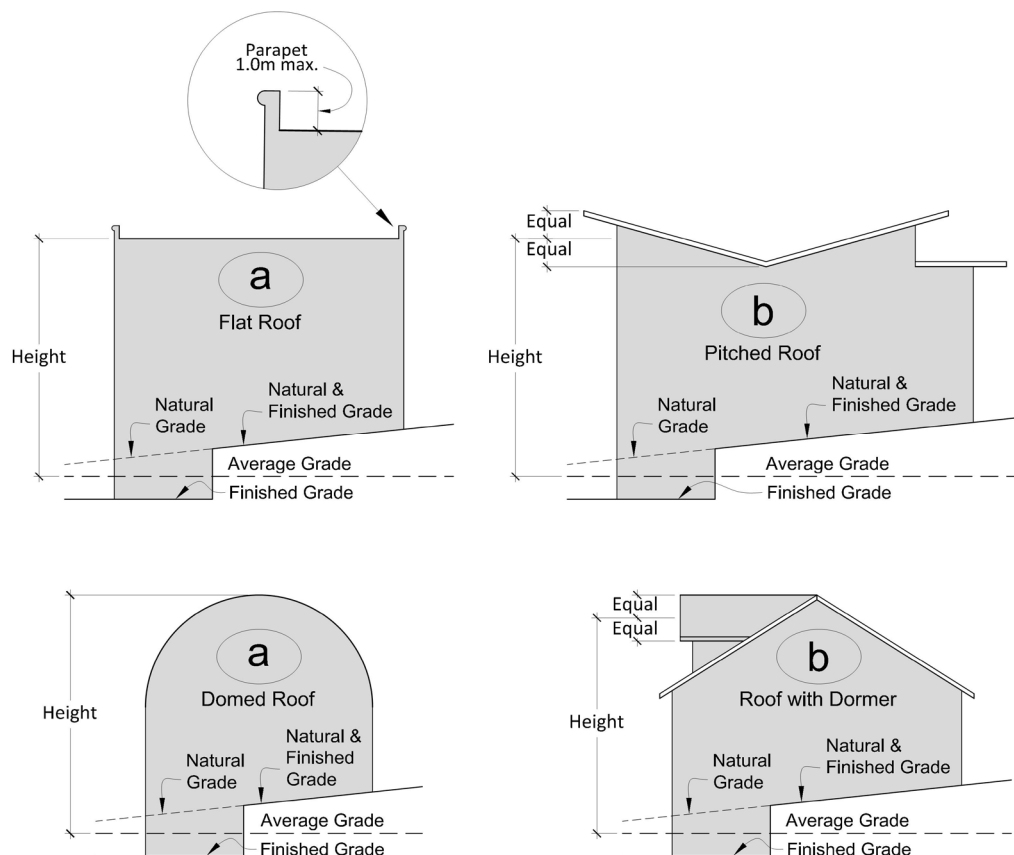 Parapet
1.0m max.
a
Flat Roof
Height
Natural
Grade
Natural &
Finished Grade
Average Grade
Finished Grade
Equal
Equal
b
Pitched Roof
Height
Natural
Grade
Natural &
Finished Grade
Average Grade
Finished Grade
a
Domed Roof
Height
Natural
Grade
Natural &
Finished
Grade
Average Grade
Finished Grade
Equal
Equal
b
Roof with Dormer
Height
Natural
Grade
Natural &
Finished Grade
Average Grade
Finished Grade